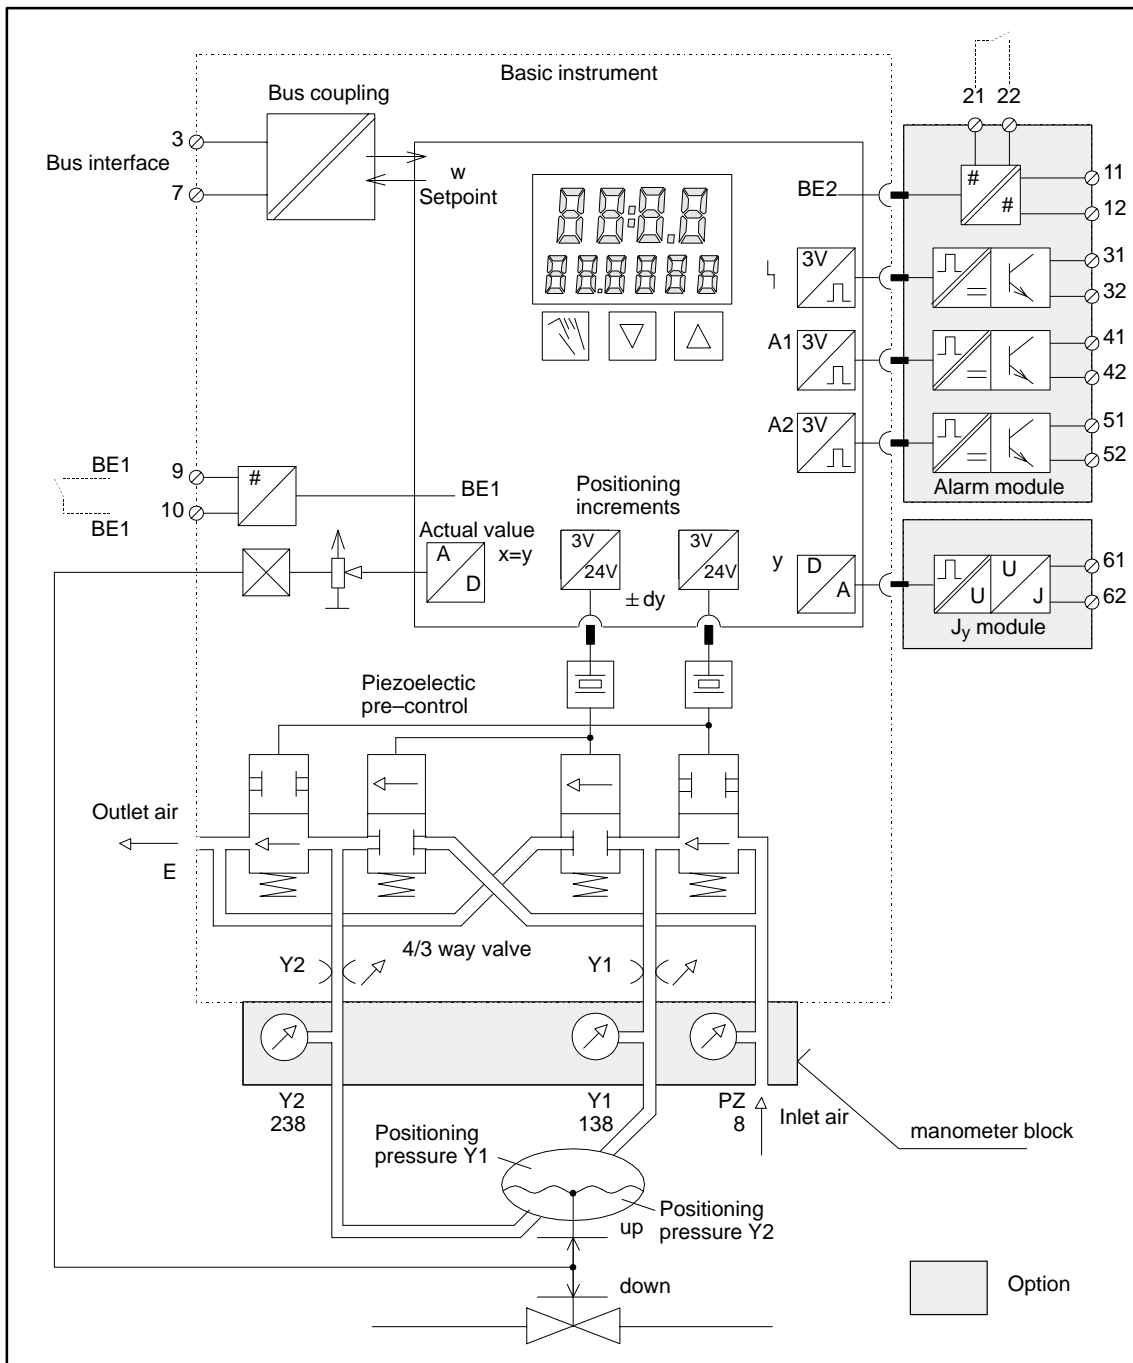 Basic instrument
Bus coupling
21 22
3
Bus interface
7
w
Setpoint
BE2
#
#
11
12
3V
31
32
A1 3V
41
42
A2 3V
51
52
Alarm module
BE1
9
#
BE1
BE1
10
Positioning
increments
Actual value
x=y
A
D
3V
24V
3V
24V
± dy
y
D
A
U
U
J
61
62
Jy module
Piezoelectic
pre–control
Outlet air
E
4/3 way valve
Y2
Y1
Y2
238
Y1
138
PZ
8
Inlet air
manometer block
Positioning
pressure Y1
Positioning
pressure Y2
up
down
Option